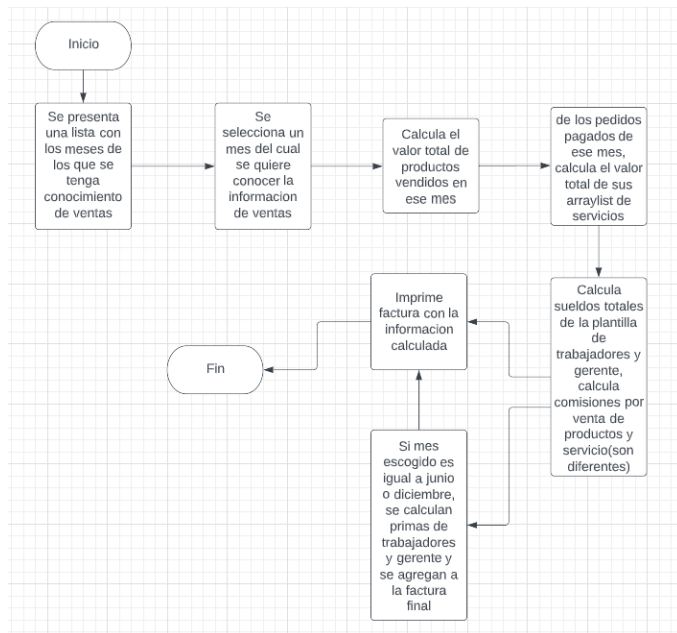 Inicio
Se presenta
una lista con
los meses de
los que se
tenga
conocimiento
de ventas
Se
selecciona un
mes del cual
se quiere
conocer la
informacion
de ventas
Calcula el
valor total de
productos
vendidos en
ese mes
de los pedidos
pagados de
ese mes,
calcula el valor
total de sus
arraylist de
servicios
Calcula
sueldos totales
de la plantilla
de
trabajadores y
gerente,
calcula
comisiones por
venta de
productos y
servicio(son
diferentes)
Si mes
escogido es
igual a junio
o diciembre,
se calculan
primas de
trabajadores
y gerente y
se agregan a
la factura
final
Imprime
factura con la
informacion
calculada
Fin